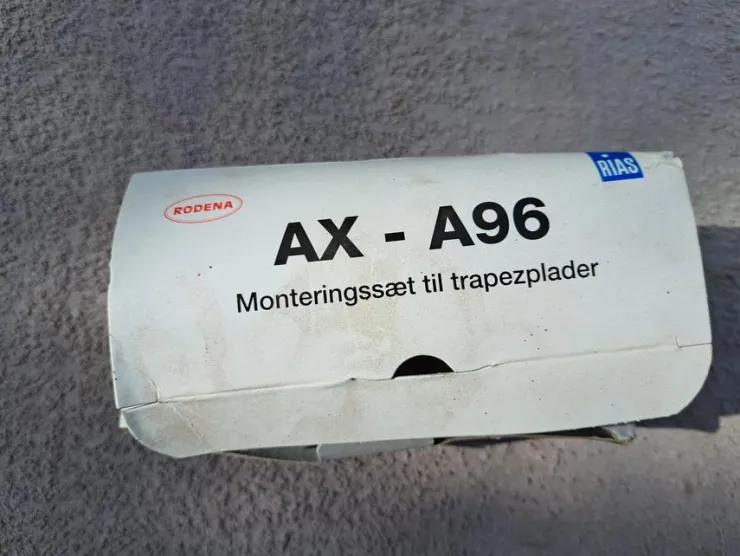 RIAS
RODENA
AX - A96
Monteringssæt til trapezplader